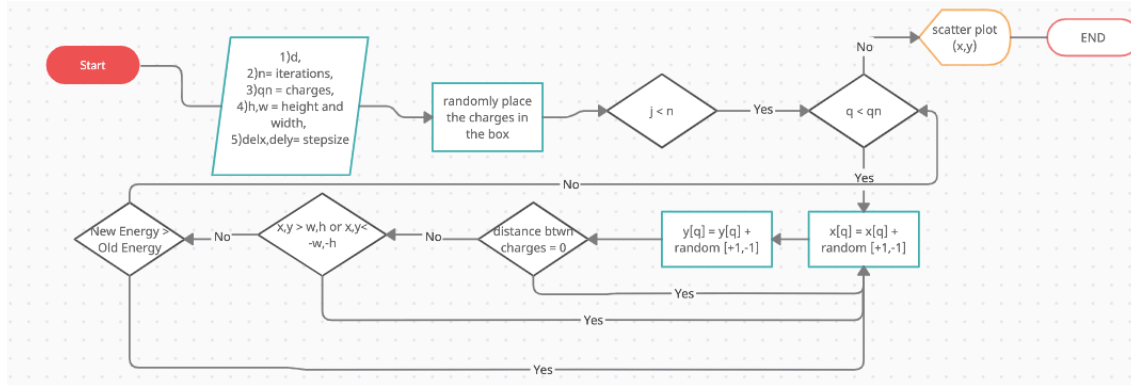 Start
1)d,
2)n= iterations,
3)qn = charges,
4)h,w = height and
width,
5)delx,dely= stepsize
randomly place
the charges in
the box
j < n
Yes
q < qn
No
scatter plot
(x,y)
END
Yes
No
New Energy >
Old Energy
No
x,y > w,h or x,y<
-w,-h
No
distance btwn
charges = 0
y[q] = y[q] +
random [+1,-1]
x[q] = x[q] +
random [+1,-1]
Yes
Yes
Yes